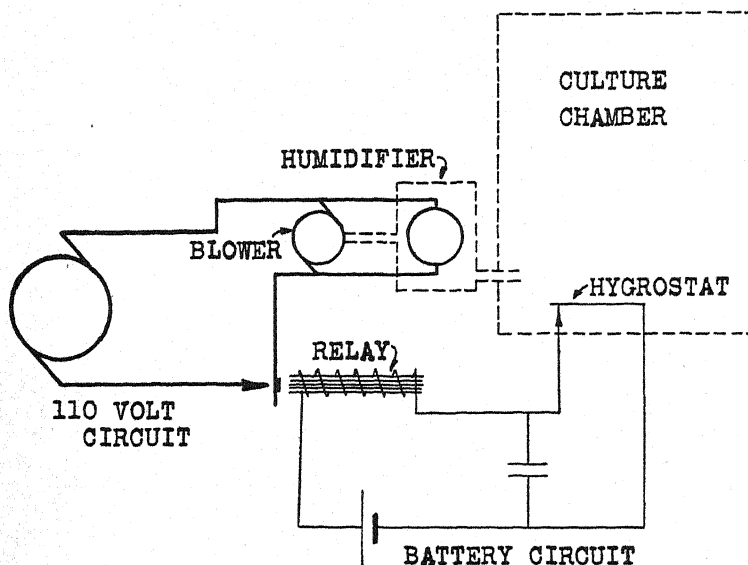 CULTURE
CHAMBER
HUMIDIFIER
BLOWER
HYGROSTAT
RELAY
110 VOLT
CIRCUIT
BATTERY CIRCUIT